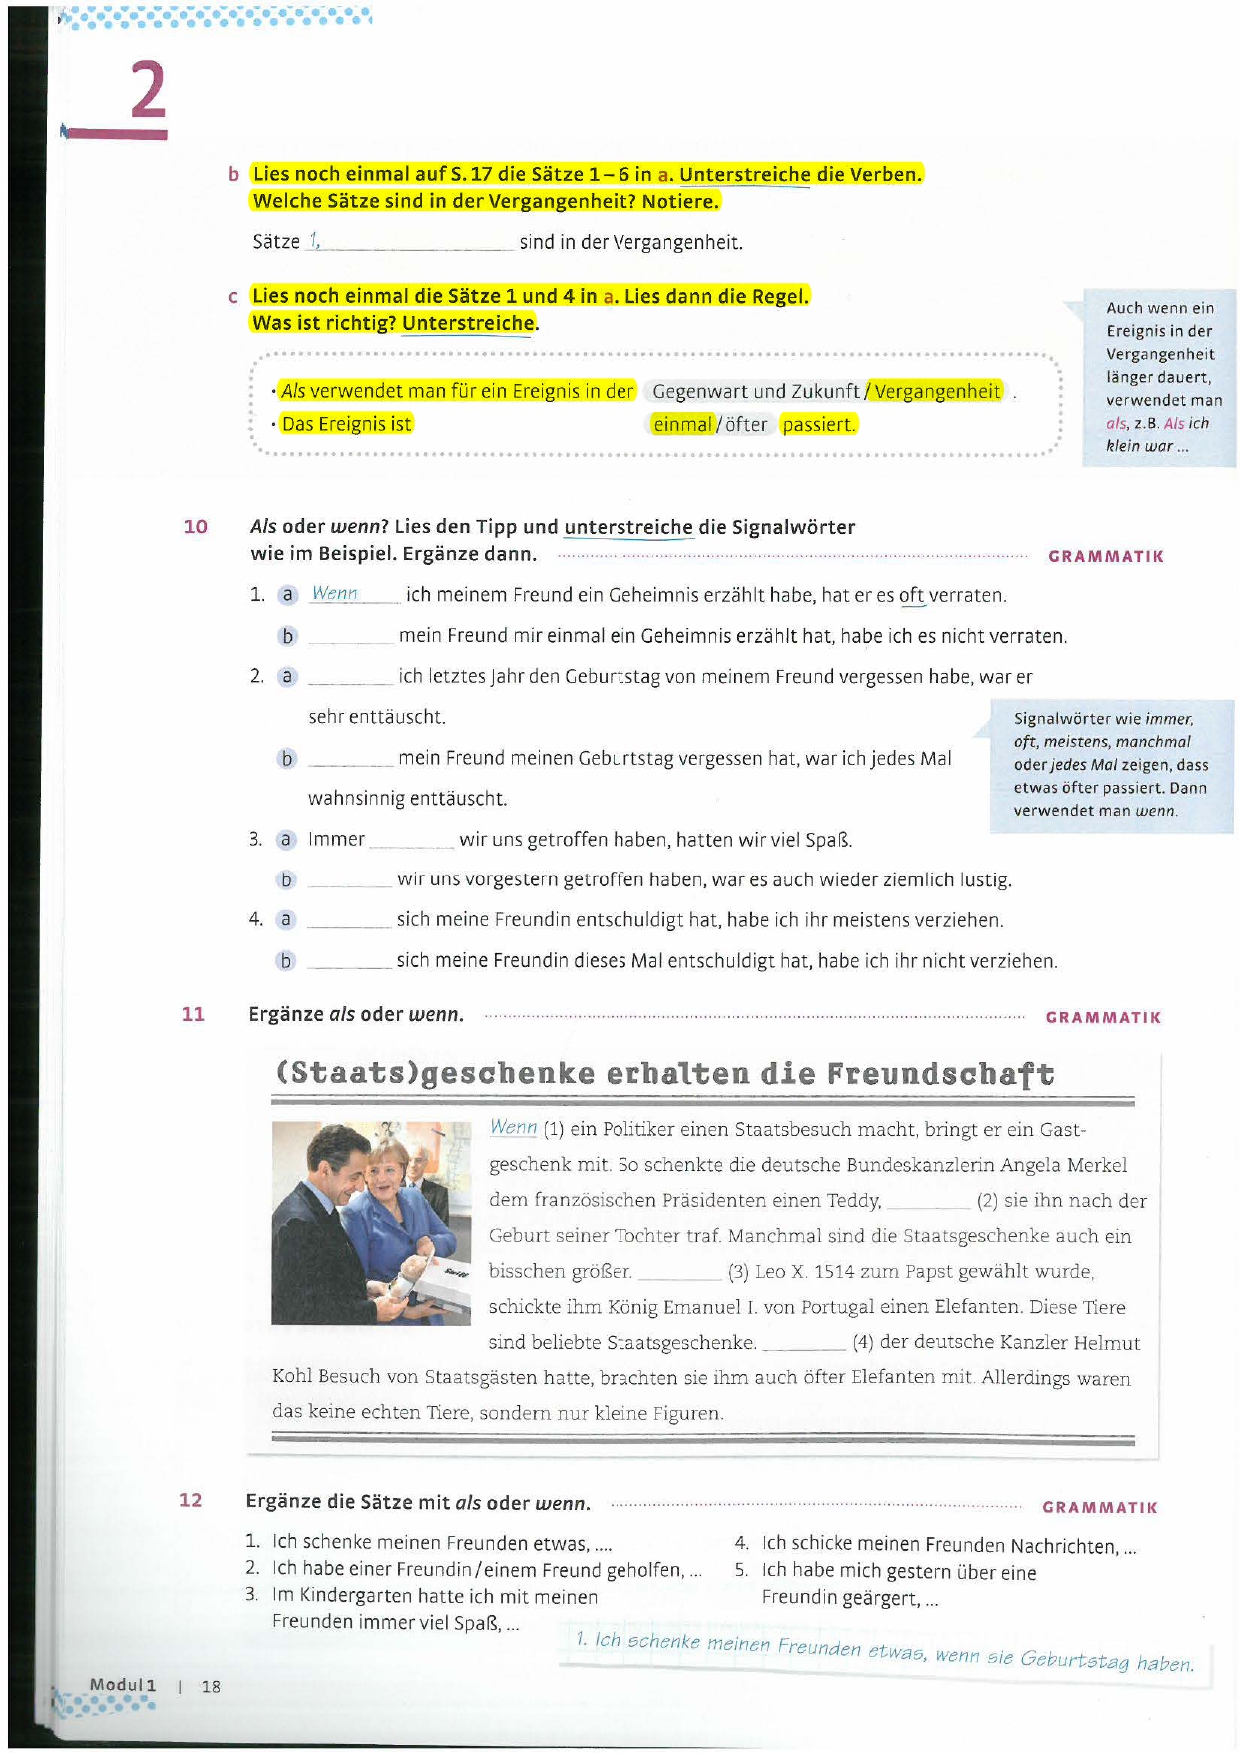 2
b Lies noch einmal auf S. 17 die Sätze 1–6 in a. Unterstreiche die Verben.
Welche Sätze sind in der Vergangenheit? Notiere.
Sätze 1, ______ sind in der Vergangenheit.
c Lies noch einmal die Sätze 1 und 4 in a. Lies dann die Regel.
Was ist richtig? Unterstreiche.
• Als verwendet man für ein Ereignis in der Gegenwart und Zukunft / Vergangenheit .
• Das Ereignis ist einmal / öfter passiert.
Auch wenn ein
Ereignis in der
Vergangenheit
länger dauert,
verwendet man
als, z.B. Als ich
klein war ...
10 Als oder wenn? Lies den Tipp und unterstreiche die Signalwörter
wie im Beispiel. Ergänze dann. GRAMMATIK
1. a Wenn ich meinem Freund ein Geheimnis erzählt habe, hat er es oft verraten.
b ______ mein Freund mir einmal ein Geheimnis erzählt hat, habe ich es nicht verraten.
2. a ______ ich letztes Jahr den Geburtstag von meinem Freund vergessen habe, war er
sehr enttäuscht.
b ______ mein Freund meinen Geburtstag vergessen hat, war ich jedes Mal
wahnsinnig enttäuscht.
Signalwörter wie immer,
oft, meistens, manchmal
oder jedes Mal zeigen, dass
etwas öfter passiert. Dann
verwendet man wenn.
3. a Immer ______ wir uns getroffen haben, hatten wir viel Spaß.
b ______ wir uns vorgestern getroffen haben, war es auch wieder ziemlich lustig.
4. a ______ sich meine Freundin entschuldigt hat, habe ich ihr meistens verziehen.
b ______ sich meine Freundin dieses Mal entschuldigt hat, habe ich ihr nicht verziehen.
11 Ergänze als oder wenn. GRAMMATIK
(Staats)geschenke erhalten die Freundschaft
Wenn (1) ein Politiker einen Staatsbesuch macht, bringt er ein Gast-
geschenk mit. So schenkte die deutsche Bundeskanzlerin Angela Merkel
dem französischen Präsidenten einen Teddy, ______ (2) sie ihn nach der
Geburt seiner Tochter traf. Manchmal sind die Staatsgeschenke auch ein
bisschen größer. ______ (3) Leo X. 1514 zum Papst gewählt wurde,
schickte ihm König Emanuel I. von Portugal einen Elefanten. Diese Tiere
sind beliebte Staatsgeschenke. ______ (4) der deutsche Kanzler Helmut
Kohl Besuch von Staatsgästen hatte, brachten sie ihm auch öfter Elefanten mit. Allerdings waren
das keine echten Tiere, sondern nur kleine Figuren.
12 Ergänze die Sätze mit als oder wenn. GRAMMATIK
1. Ich schenke meinen Freunden etwas, ....
2. Ich habe einer Freundin / einem Freund geholfen, ...
3. Im Kindergarten hatte ich mit meinen
Freunden immer viel Spaß, ...
4. Ich schicke meinen Freunden Nachrichten, ...
5. Ich habe mich gestern über eine
Freundin geärgert, ...
1. Ich schenke meinen Freunden etwas, wenn sie Geburtstag haben.
Modul 1 | 18